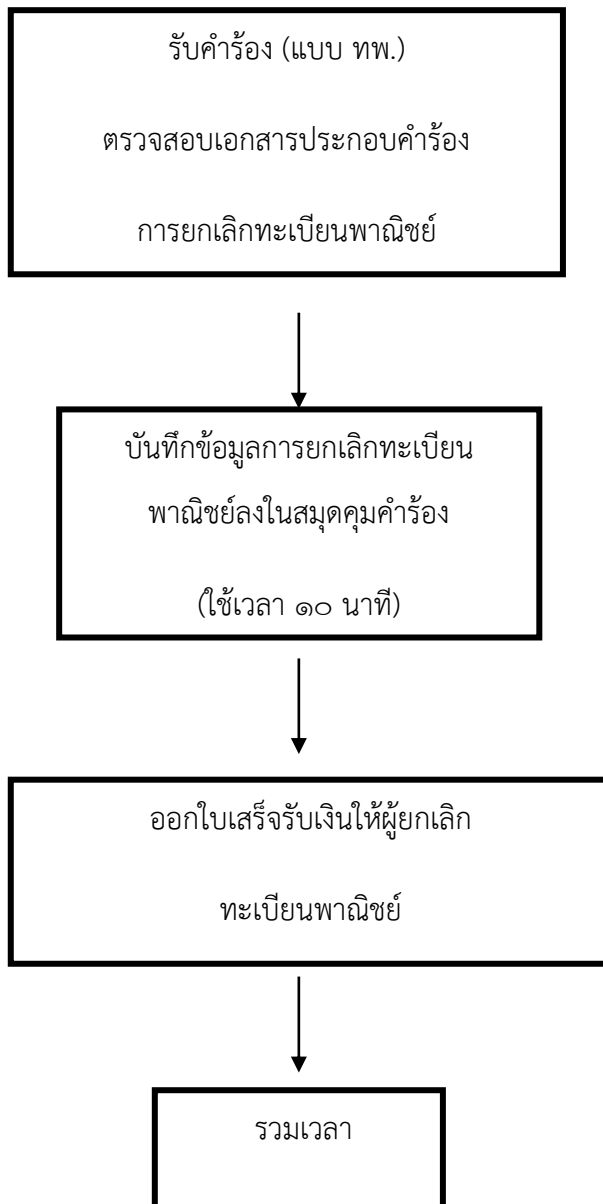 รับคำร้อง (แบบ ทพ.)
ตรวจสอบเอกสารประกอบคำร้อง
การยกเลิกทะเบียนพาณิชย์
บันทึกข้อมูลการยกเลิกทะเบียน
พาณิชย์ลงในสมุดคุมคำร้อง
(ใช้เวลา ๑๐ นาที)
ออกใบเสร็จรับเงินให้ผู้ยกเลิก
ทะเบียนพาณิชย์
รวมเวลา